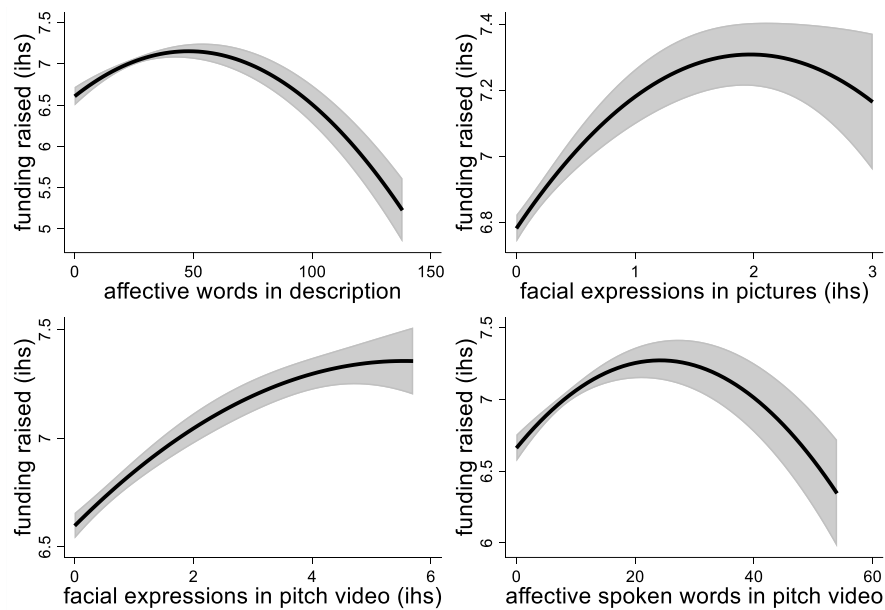 funding raised (ihs)
7.5
7
6.5
6
5.5
5
0 50 100 150
affective words in description
funding raised (ihs)
7.4
7.2
7
6.8
0 1 2 3
facial expressions in pictures (ihs)
funding raised (ihs)
7.5
7
6.5
0 2 4 6
facial expressions in pitch video (ihs)
funding raised (ihs)
7.5
7
6.5
6
0 20 40 60
affective spoken words in pitch video